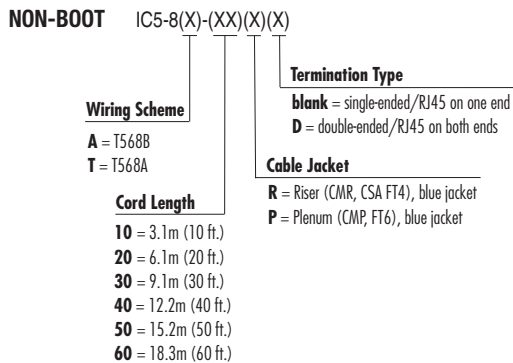 NON-BOOT IC5-8(X)-(XX)(X)(X)
Termination Type
blank = single-ended/RJ45 on one end
D = double-ended/RJ45 on both ends
Wiring Scheme
A = T568B
T = T568A
Cable Jacket
R = Riser (CMR, CSA FT4), blue jacket
P = Plenum (CMP, FT6), blue jacket
Cord Length
10 = 3.1m (10 ft.)
20 = 6.1m (20 ft.)
30 = 9.1m (30 ft.)
40 = 12.2m (40 ft.)
50 = 15.2m (50 ft.)
60 = 18.3m (60 ft.)